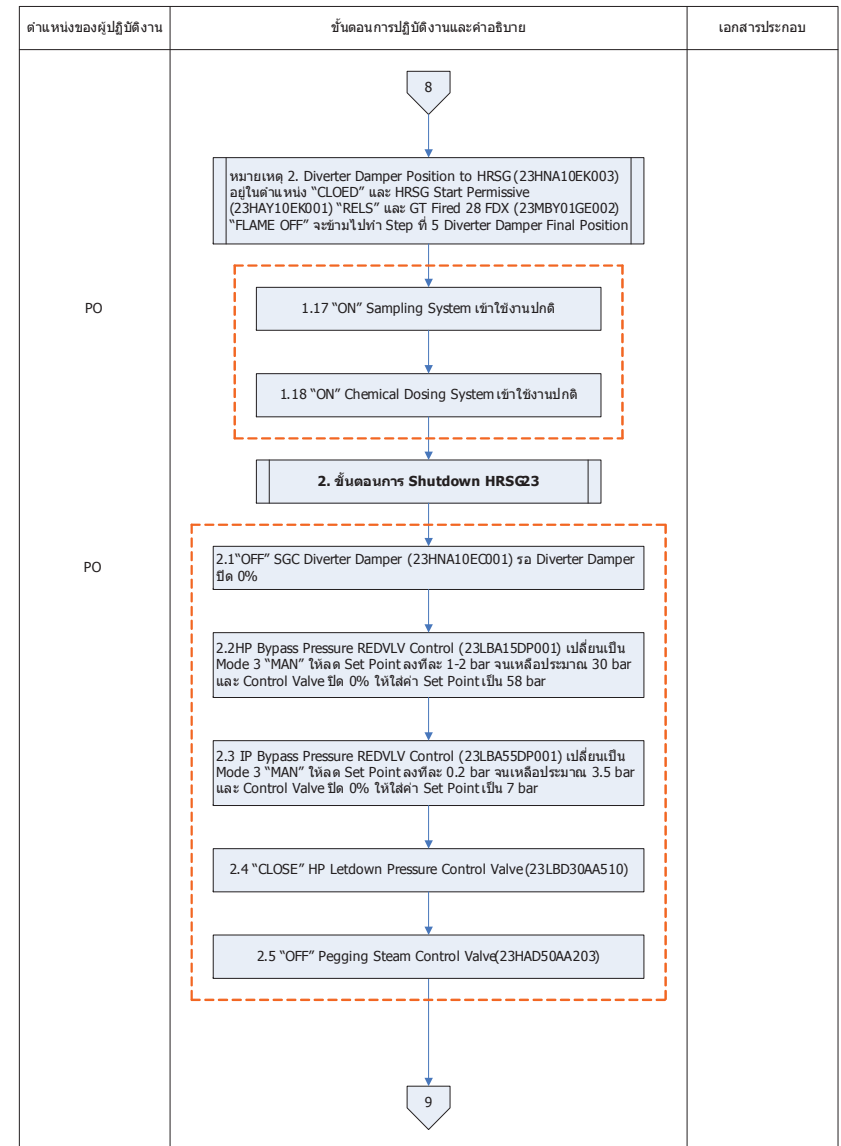 ตำแหน่งของผู้ปฏิบัติงาน
ขั้นตอนการปฏิบัติงานและคำอธิบาย
เอกสารประกอบ
8
หมายเหตุ 2. Diverter Damper Position to HRSG (23HNA10EK003)
อยู่ในตำแหน่ง “CLOED” และ HRSG Start Permissive
(23HAY10EK001) “RELS” และ GT Fired 28 FDX (23MBY01GE002)
“FLAME OFF” จะข้ามไปทำ Step ที่ 5 Diverter Damper Final Position
PO
1.17 “ON” Sampling System เข้าใช้งานปกติ
1.18 “ON” Chemical Dosing System เข้าใช้งานปกติ
2. ขั้นตอนการ Shutdown HRSG23
PO
2.1“OFF” SGC Diverter Damper (23HNA10EC001) รอ Diverter Damper
ปิด 0%
2.2HP Bypass Pressure REDVLV Control (23LBA15DP001) เปลี่ยนเป็น
Mode 3 “MAN” ให้ลด Set Point ลงทีละ 1-2 bar จนเหลือประมาณ 30 bar
และ Control Valve ปิด 0% ให้ใส่ค่า Set Point เป็น 58 bar
2.3 IP Bypass Pressure REDVLV Control (23LBA55DP001) เปลี่ยนเป็น
Mode 3 “MAN” ให้ลด Set Point ลงทีละ 0.2 bar จนเหลือประมาณ 3.5 bar
และ Control Valve ปิด 0% ให้ใส่ค่า Set Point เป็น 7 bar
2.4 “CLOSE” HP Letdown Pressure Control Valve (23LBD30AA510)
2.5 “OFF” Pegging Steam Control Valve(23HAD50AA203)
9